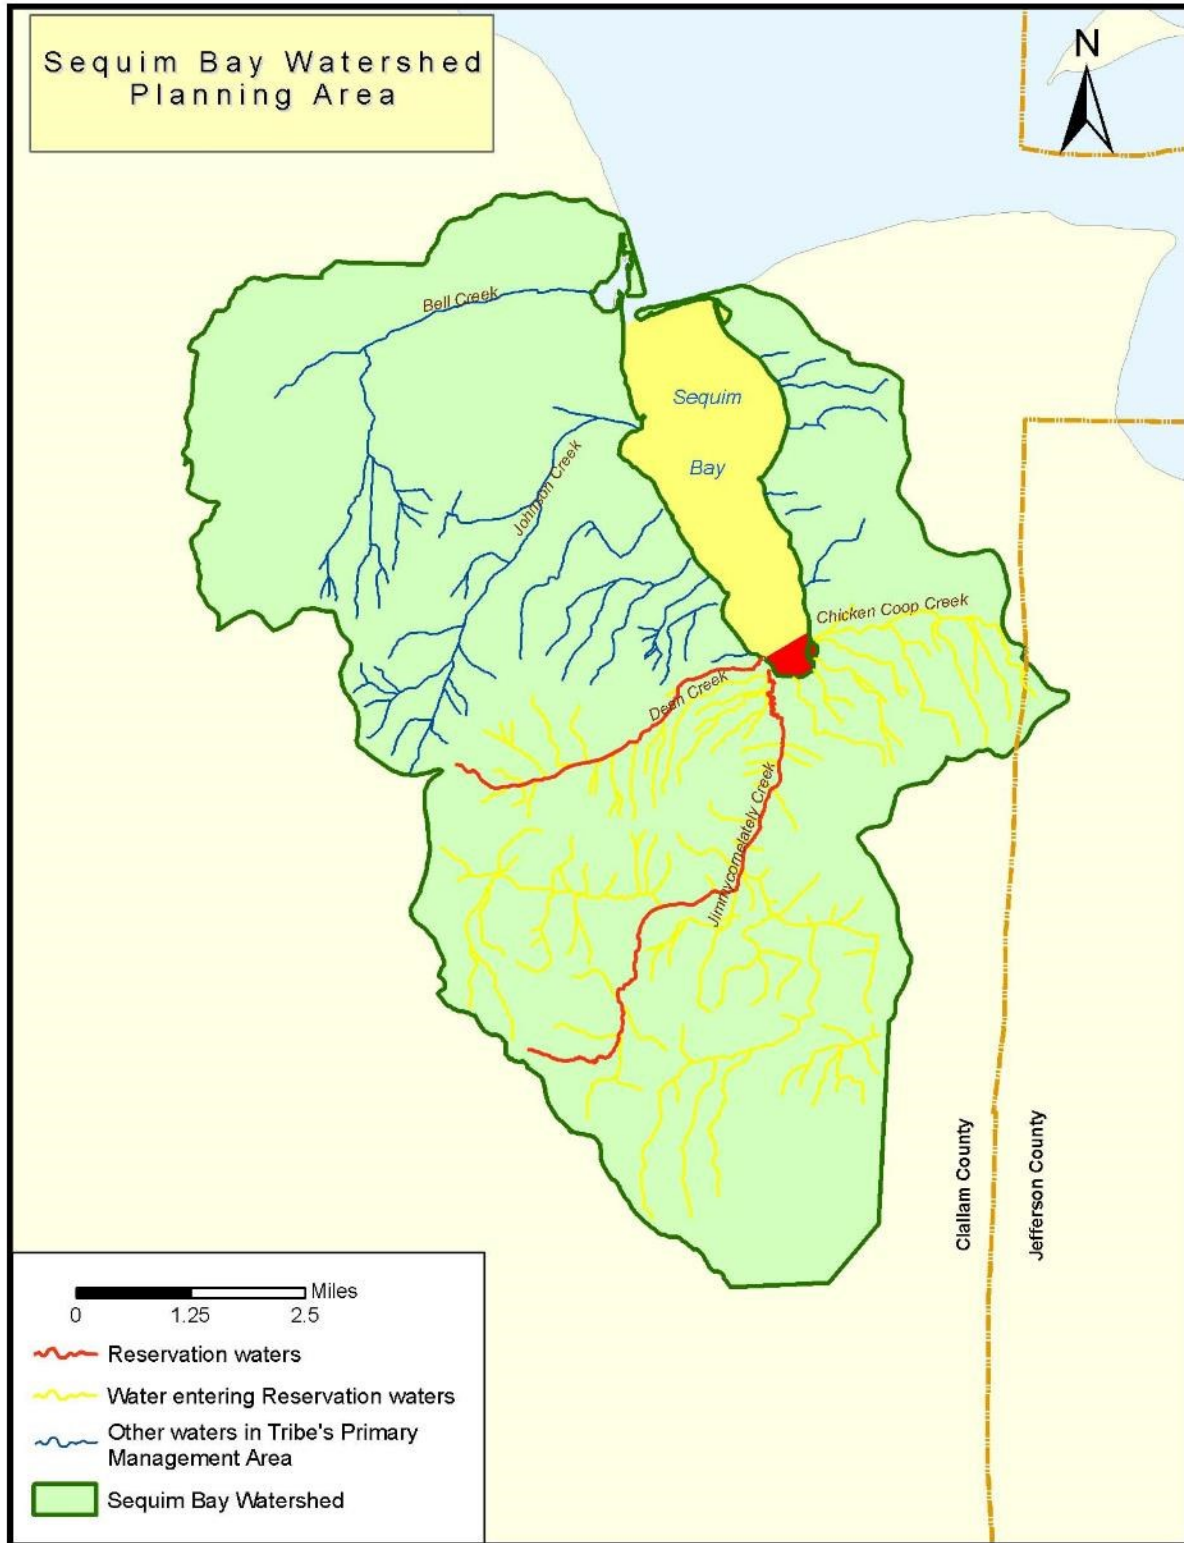 Sequim Bay Watershed
Planning Area
N
Bell Creek
Sequim
Bay
Johnson Creek
Chicken Coop Creek
Dean Creek
Jimmycomelately Creek
Clallam County
Jefferson County
Miles
0 1.25 2.5
Reservation waters
Water entering Reservation waters
Other waters in Tribe's Primary
Management Area
Sequim Bay Watershed